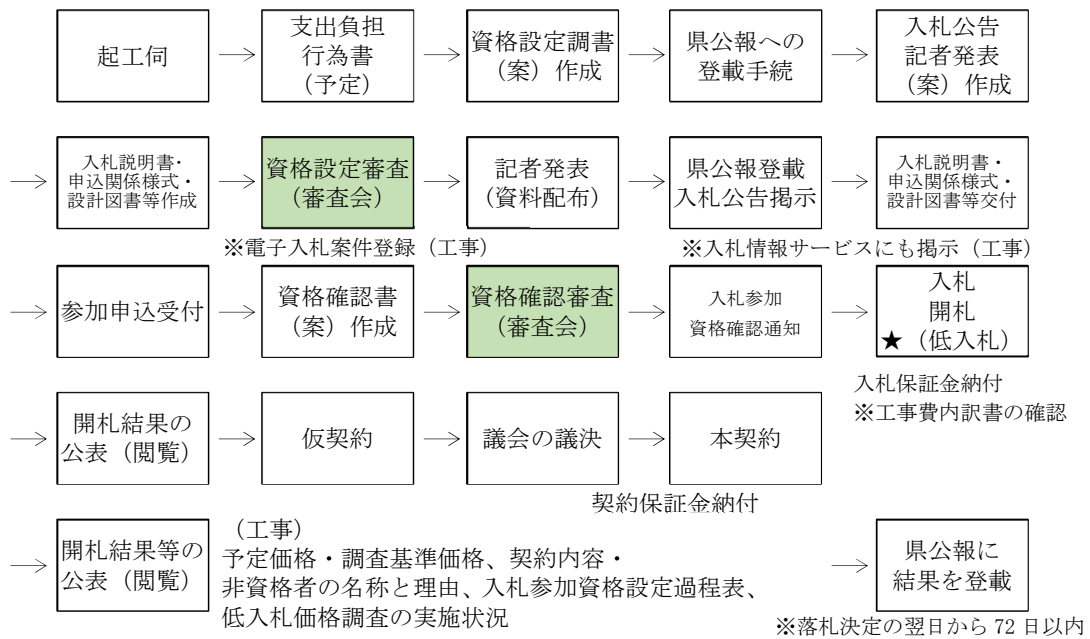 起工伺
支出負担
行為書
（予定）
資格設定調書
（案）作成
県公報への
登載手続
入札公告
記者発表
（案）作成
入札説明書・
申込関係様式・
設計図書等作成
資格設定審査
（審査会）
記者発表
（資料配布）
県公報登載
入札公告掲示
入札説明書・
申込関係様式・
設計図書等交付
※電子入札案件登録（工事）
※入札情報サービスにも掲示（工事）
参加申込受付
資格確認書
（案）作成
資格確認審査
（審査会）
入札参加
資格確認通知
入札
開札
★（低入札）
入札保証金納付
※工事費内訳書の確認
開札結果の
公表（閲覧）
仮契約
議会の議決
本契約
契約保証金納付
開札結果等の
公表（閲覧）
（工事）
予定価格・調査基準価格、契約内容・
非資格者の名称と理由、入札参加資格設定過程表、
低入札価格調査の実施状況
県公報に
結果を登載
※落札決定の翌日から 72 日以内